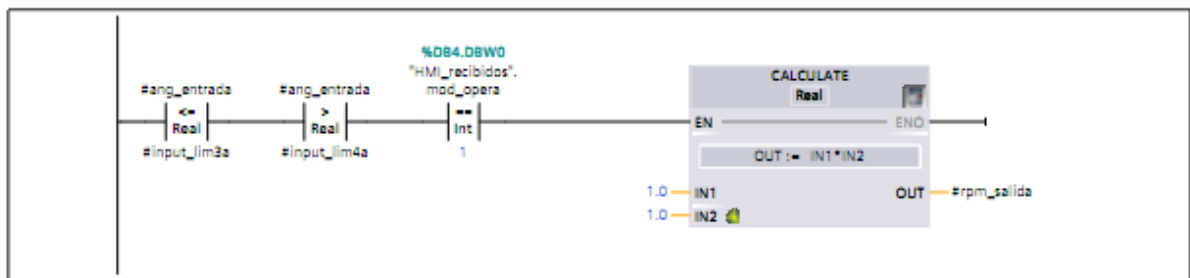 %DB4.DBW0
"HMI_recibidos".
mod_opera
#ang_entrada
<=
Real
#input_lim3a
#ang_entrada
>
Real
#input_lim4a
==
Int
1
CALCULATE
Real
EN
ENO
OUT := IN1*IN2
1.0
IN1
OUT
#rpm_salida
1.0
IN2